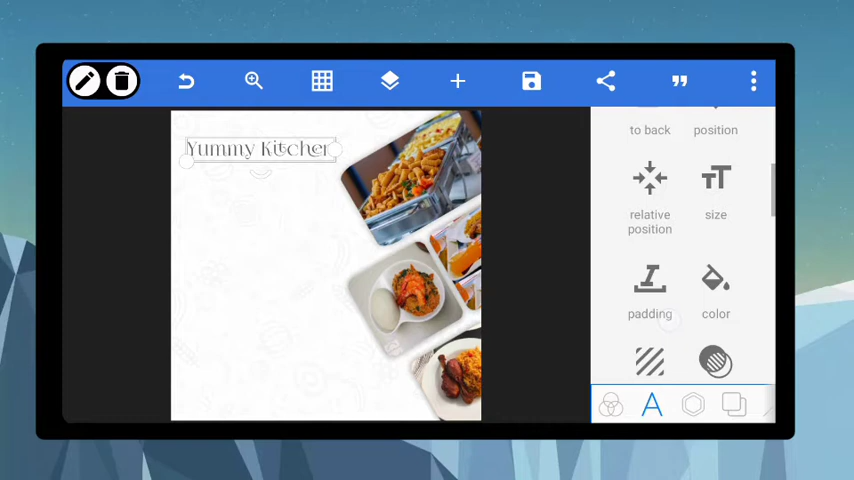 to back position
Yummy Kitchen
relative position
size
padding color